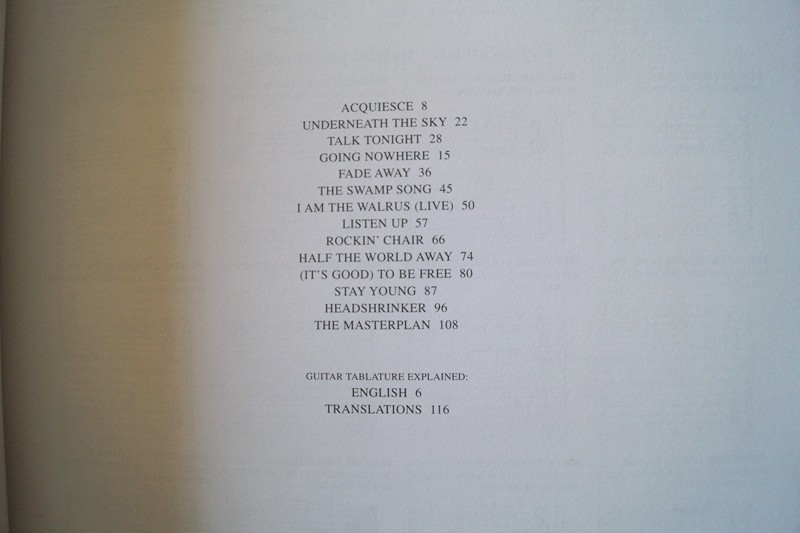 ACQUIESCE 8
UNDERNEATH THE SKY 22
TALK TONIGHT 28
GOING NOWHERE 15
FADE AWAY 36
THE SWAMP SONG 45
I AM THE WALRUS (LIVE) 50
LISTEN UP 57
ROCKIN' CHAIR 66
HALF THE WORLD AWAY 74
(IT'S GOOD) TO BE FREE 80
STAY YOUNG 87
HEADSHRINKER 96
THE MASTERPLAN 108
GUITAR TABLATURE EXPLAINED:
ENGLISH 6
TRANSLATIONS 116